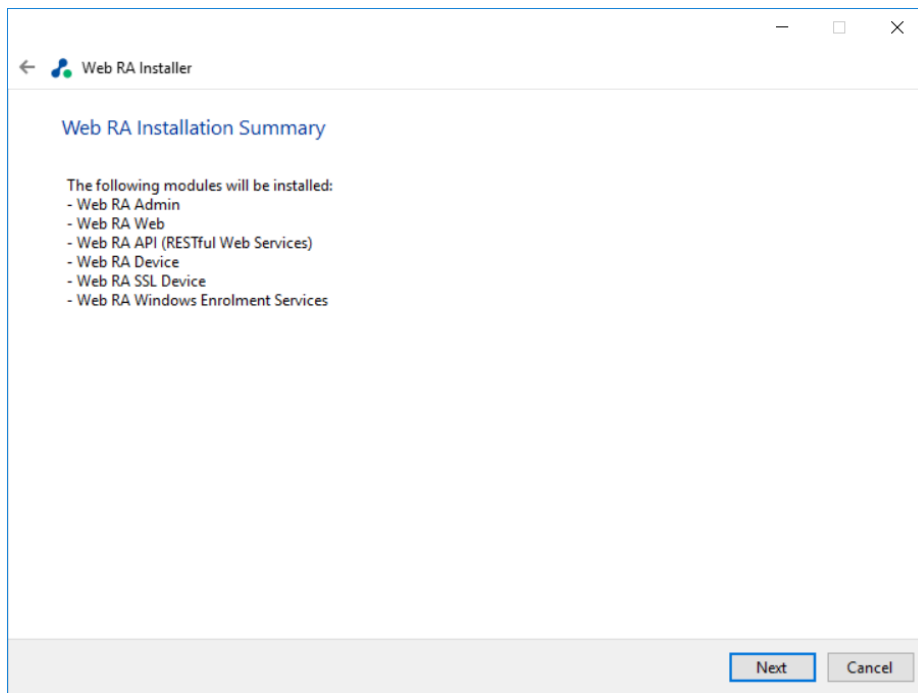 Web RA Installer
Web RA Installation Summary
The following modules will be installed:
- Web RA Admin
- Web RA Web
- Web RA API (RESTful Web Services)
- Web RA Device
- Web RA SSL Device
- Web RA Windows Enrolment Services
Next
Cancel